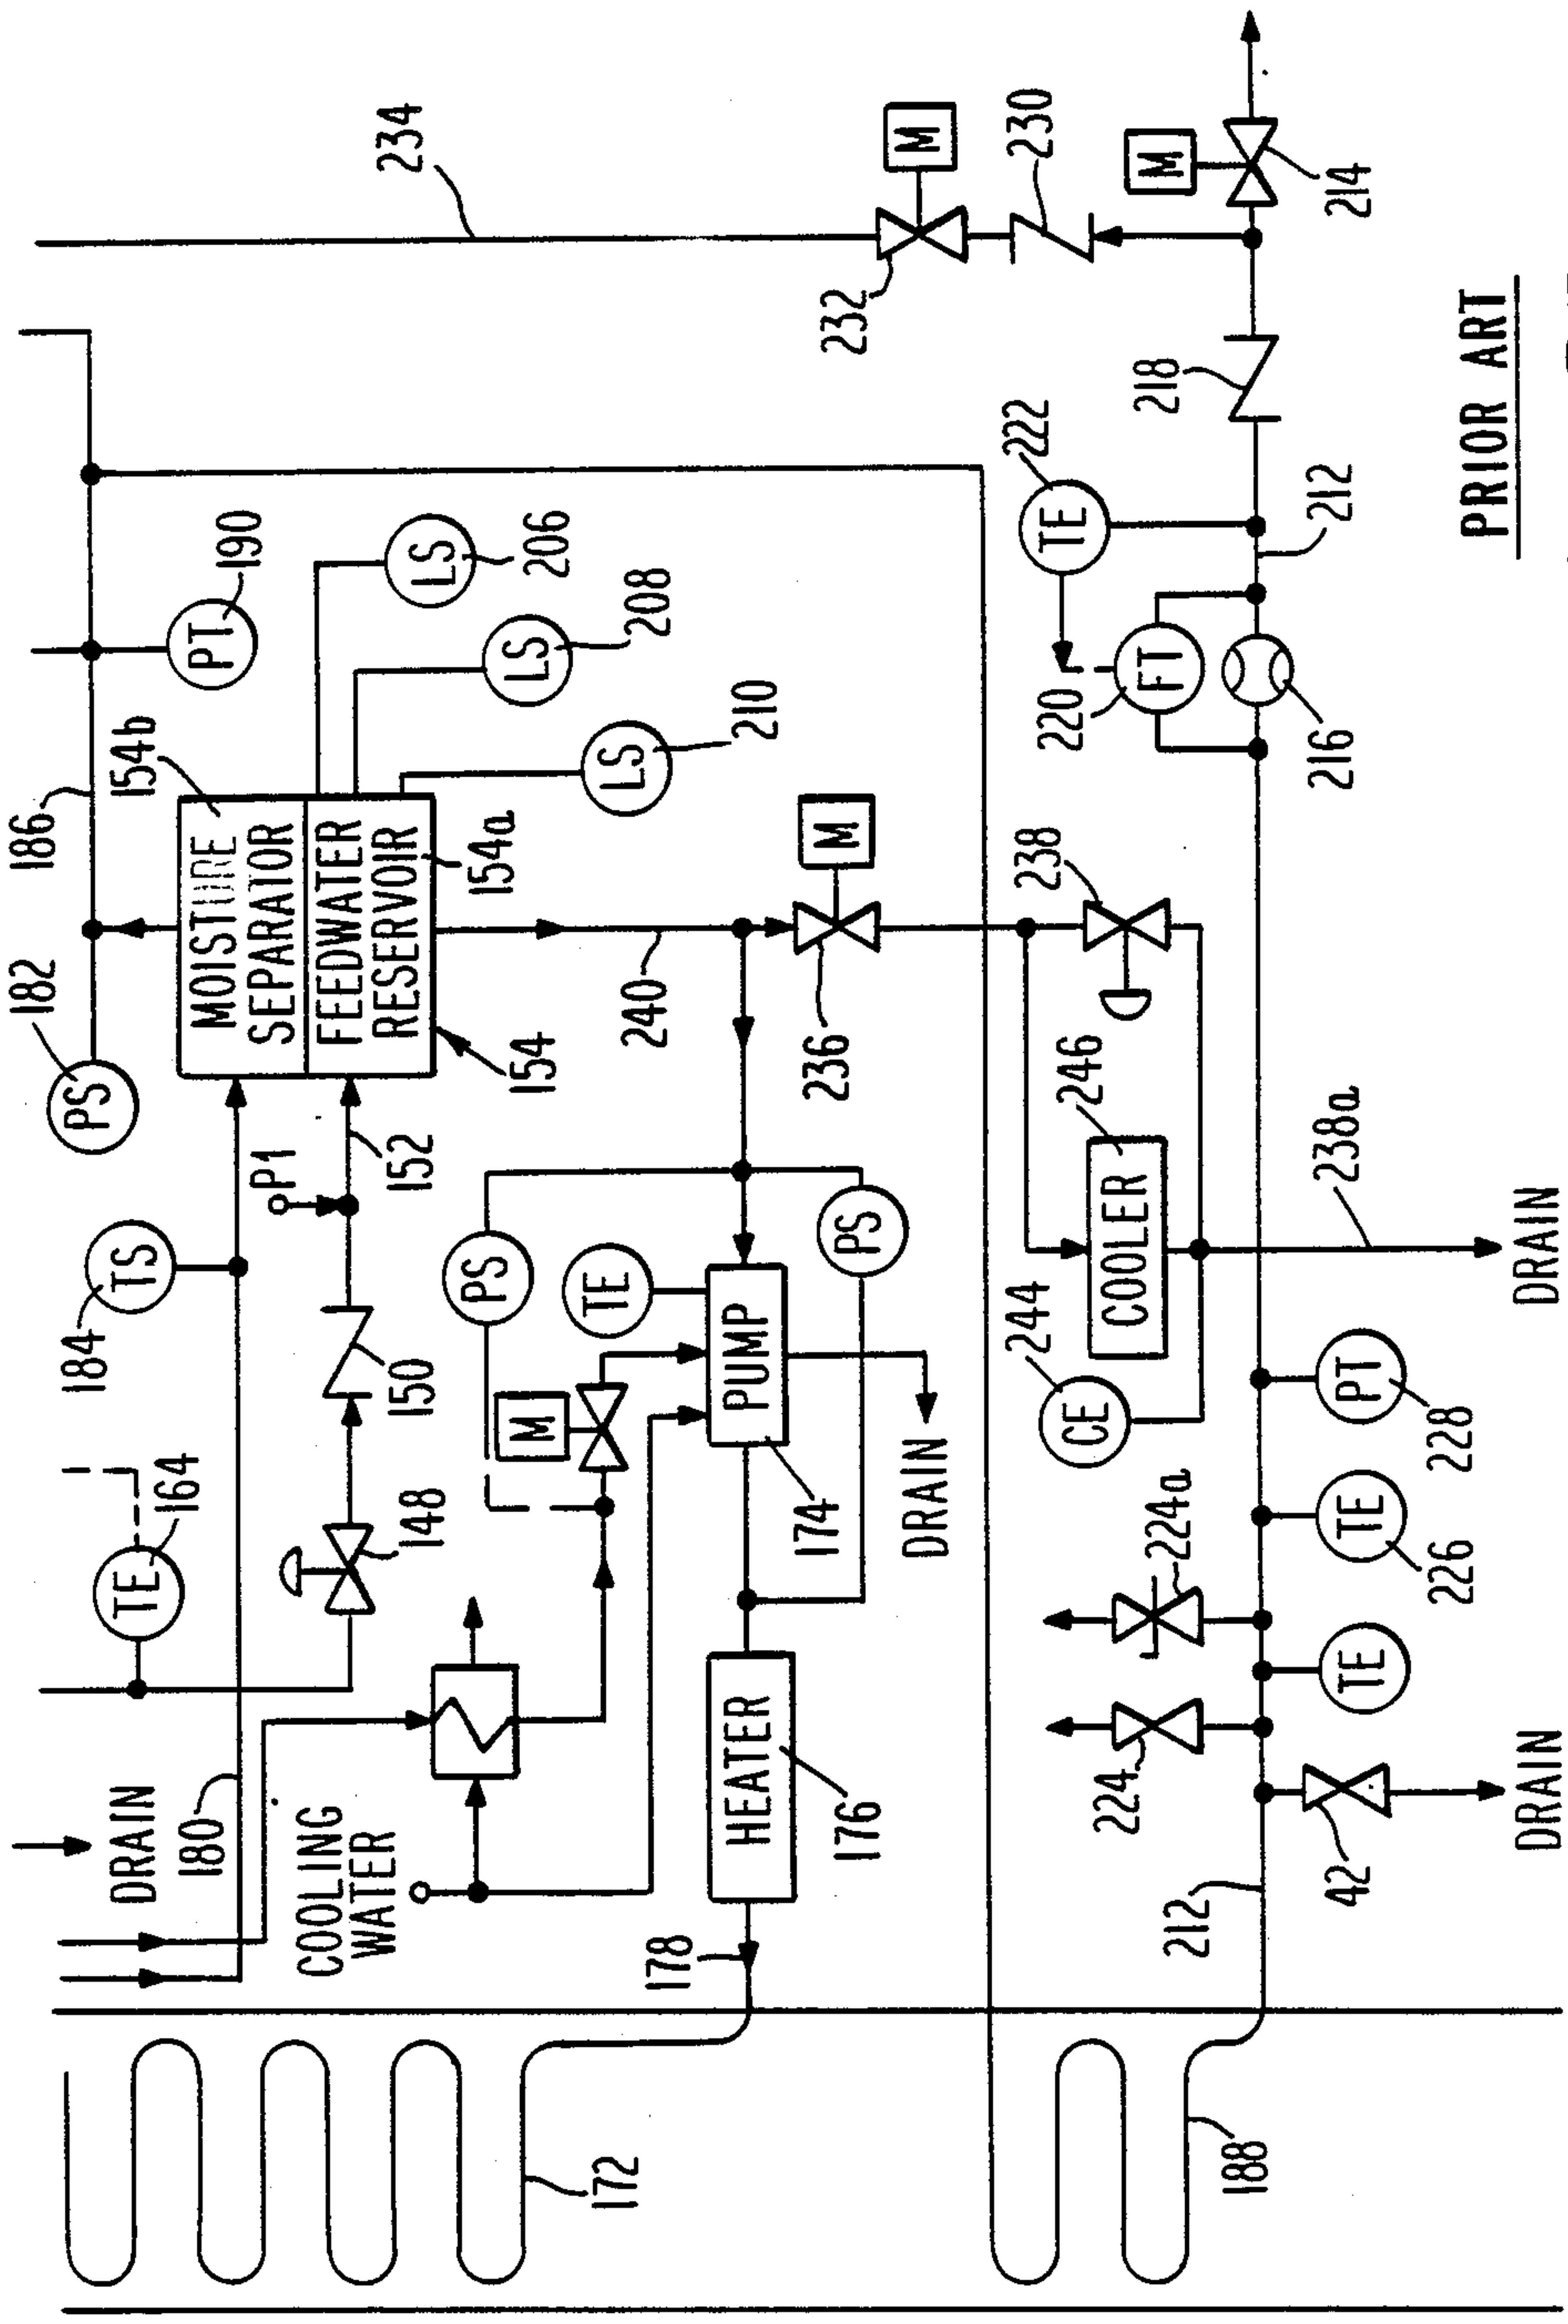 234
186
182
PS
PT
190
154b
MOISTURE
SEPARATOR
FEEDWATER
RESERVOIR
154a
154
LS
206
LS
208
LS
210
M
232
230
M
214
184
TS
P1
152
150
164
TE
148
240
M
236
PS
TE
PS
M
PUMP
174
DRAIN
DRAIN
180
COOLING
WATER
HEATER
176
178
172
238
246
COOLER
244
CE
238a
DRAIN
222
TE
220
FT
216
212
218
PT
228
TE
226
224a
TE
224
42
DRAIN
212
188
PRIOR ART